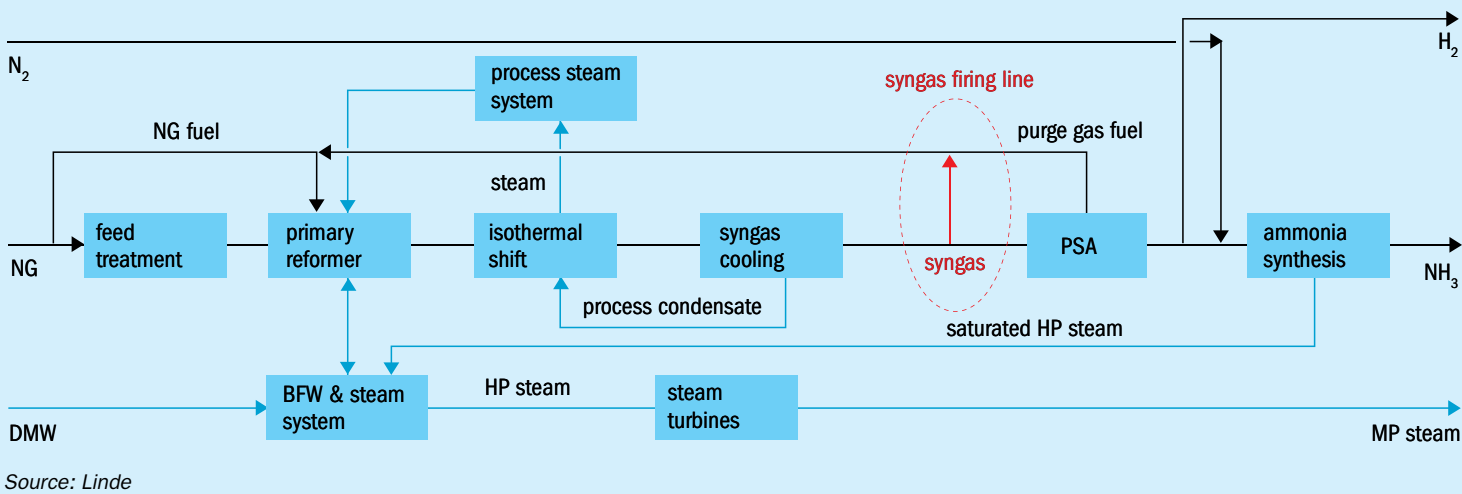 H2
N2
process steam
system
syngas firing line
NG fuel
purge gas fuel
steam
feed
treatment
primary
reformer
isothermal
shift
syngas
cooling
syngas
PSA
ammonia
synthesis
NG
NH3
process condensate
saturated HP steam
BFW & steam
system
HP steam
steam
turbines
DMW
MP steam
Source: Linde